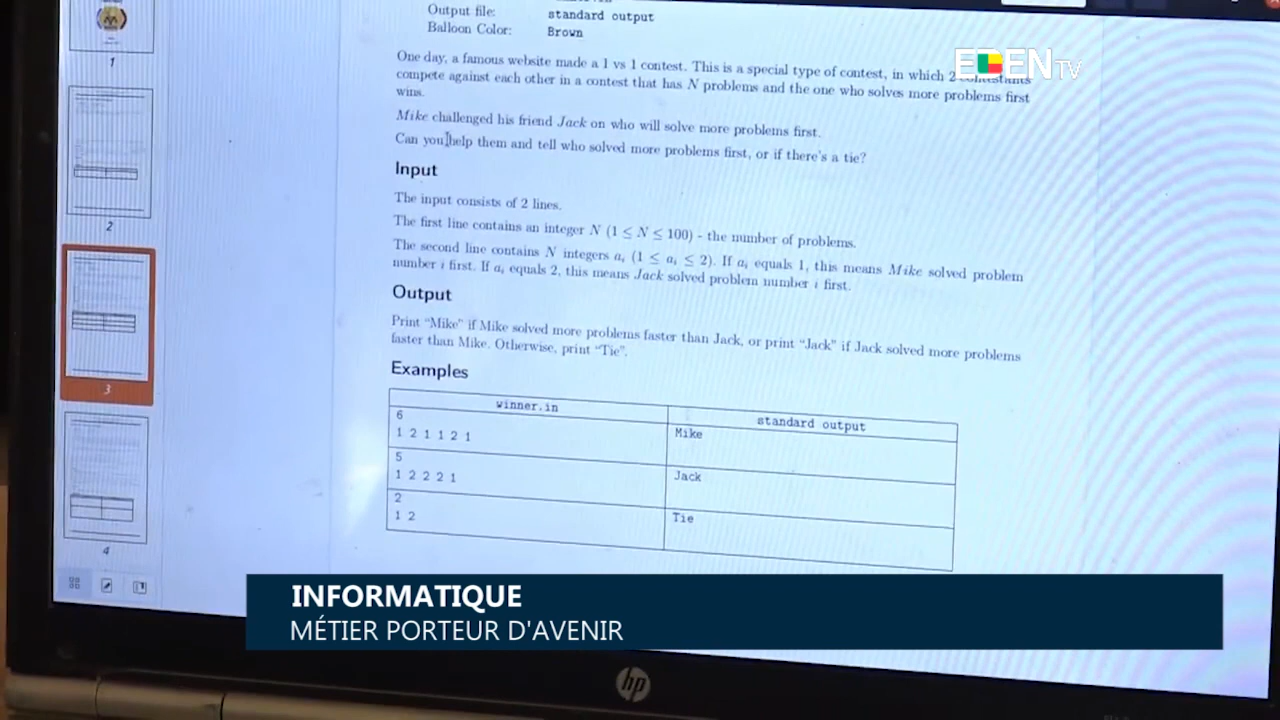 Output file: standard output
Balloon Color: Brown
EDEN TV
One day, a famous website made a 1 vs 1 contest. This is a special type of contest, in which 2 contestants
compete against each other in a contest that has N problems and the one who solves more problems first
wins.
Mike challenged his friend Jack on who will solve more problems first.
Can you help them and tell who solved more problems first, or if there's a tie?
Input
The input consists of 2 lines.
The first line contains an integer N (1 ≤ N ≤ 100) - the number of problems.
The second line contains N integers aᵢ (1 ≤ aᵢ ≤ 2). If aᵢ equals 1, this means Mike solved problem
number i first. If aᵢ equals 2, this means Jack solved problem number i first.
Output
Print "Mike" if Mike solved more problems faster than Jack, or print "Jack" if Jack solved more problems
faster than Mike. Otherwise, print "Tie".
Examples
winner.in standard output
6
1 2 1 1 2 1 Mike
5
1 2 2 2 1 Jack
2
1 2 Tie
1
2
3
4
INFORMATIQUE
MÉTIER PORTEUR D'AVENIR
hp